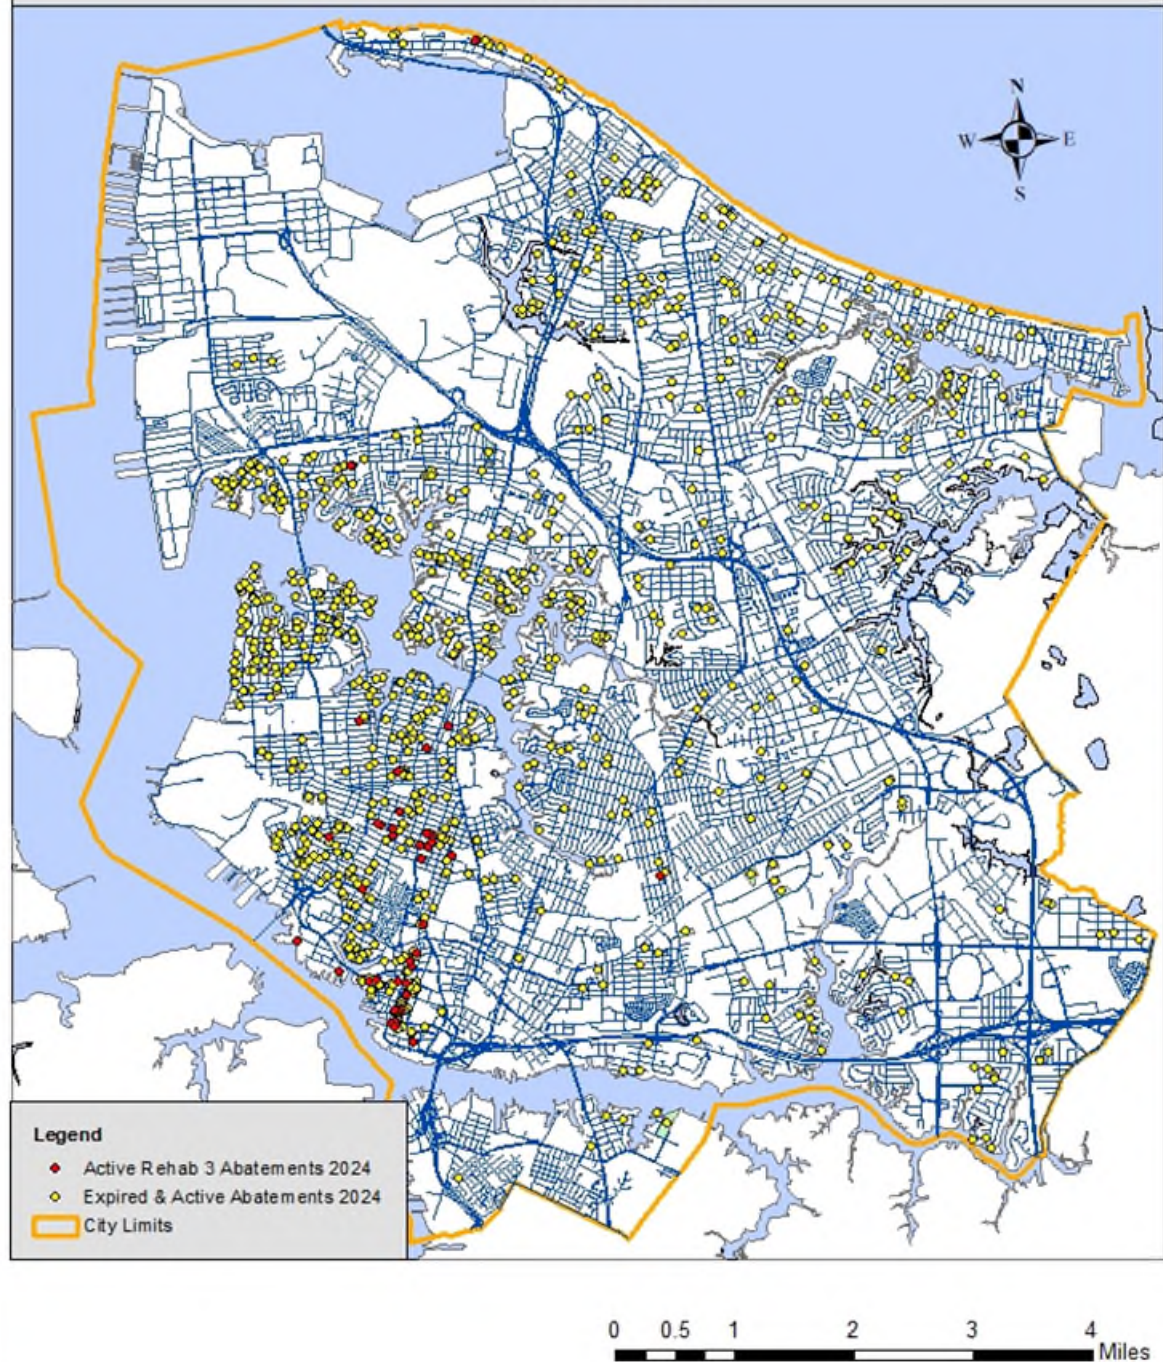 N
W E
S
Legend
Active Rehab 3 Abatements 2024
Expired & Active Abatements 2024
City Limits
0 0.5 1 2 3 4
Miles